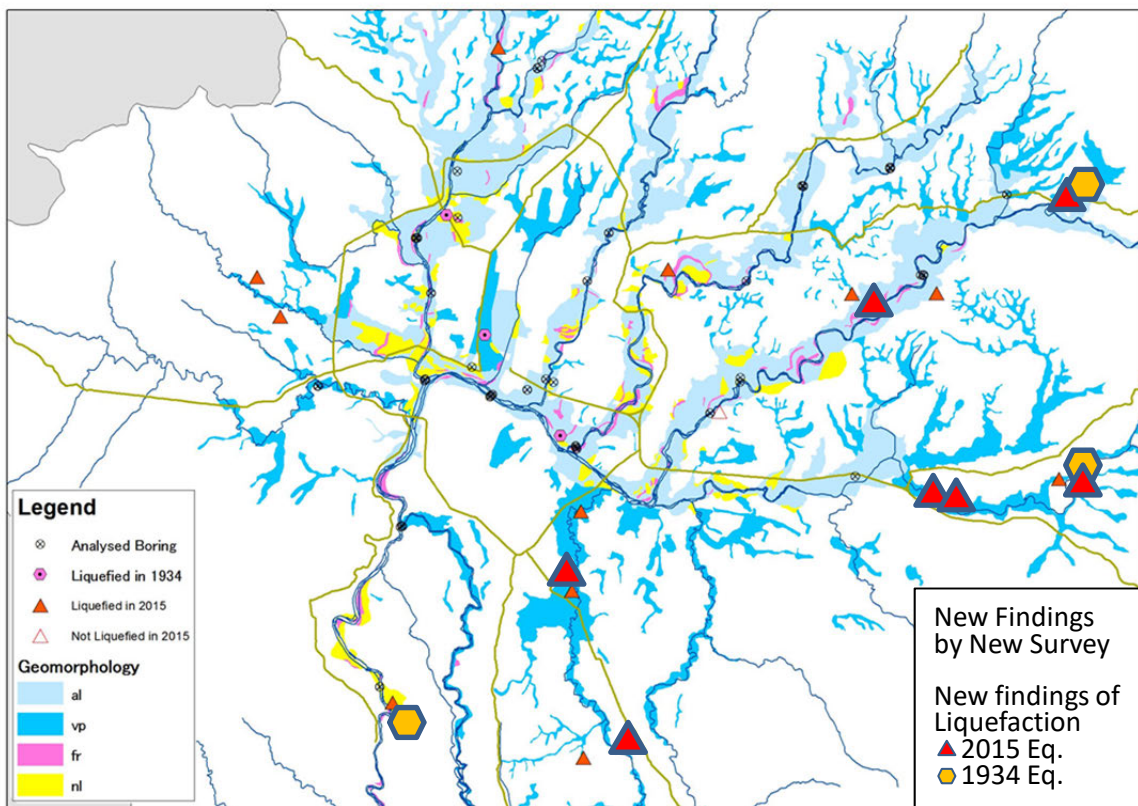 Legend
Analysed Boring
Liquefied in 1934
Liquefied in 2015
Not Liquefied in 2015
Geomorphology
al
vp
fr
nl
New Findings
by New Survey
New findings of
Liquefaction
2015 Eq.
1934 Eq.